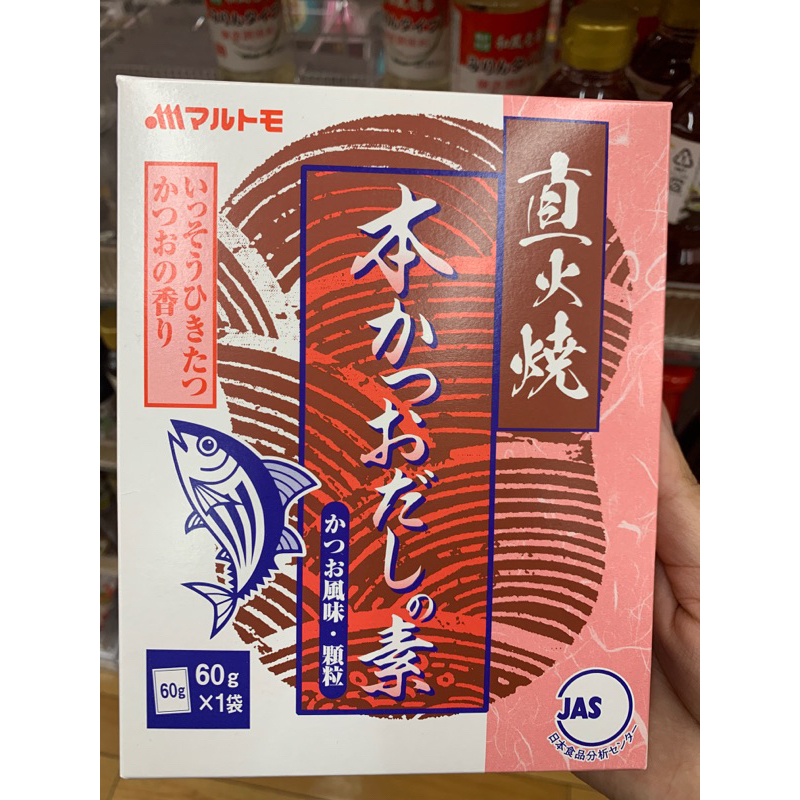 マルトモ
直火焼
本かつおだしの素
かつお風味・顆粒
いっそうひきたつ
かつおの香り
60g
60g
×1袋
JAS
日本食品分析センター